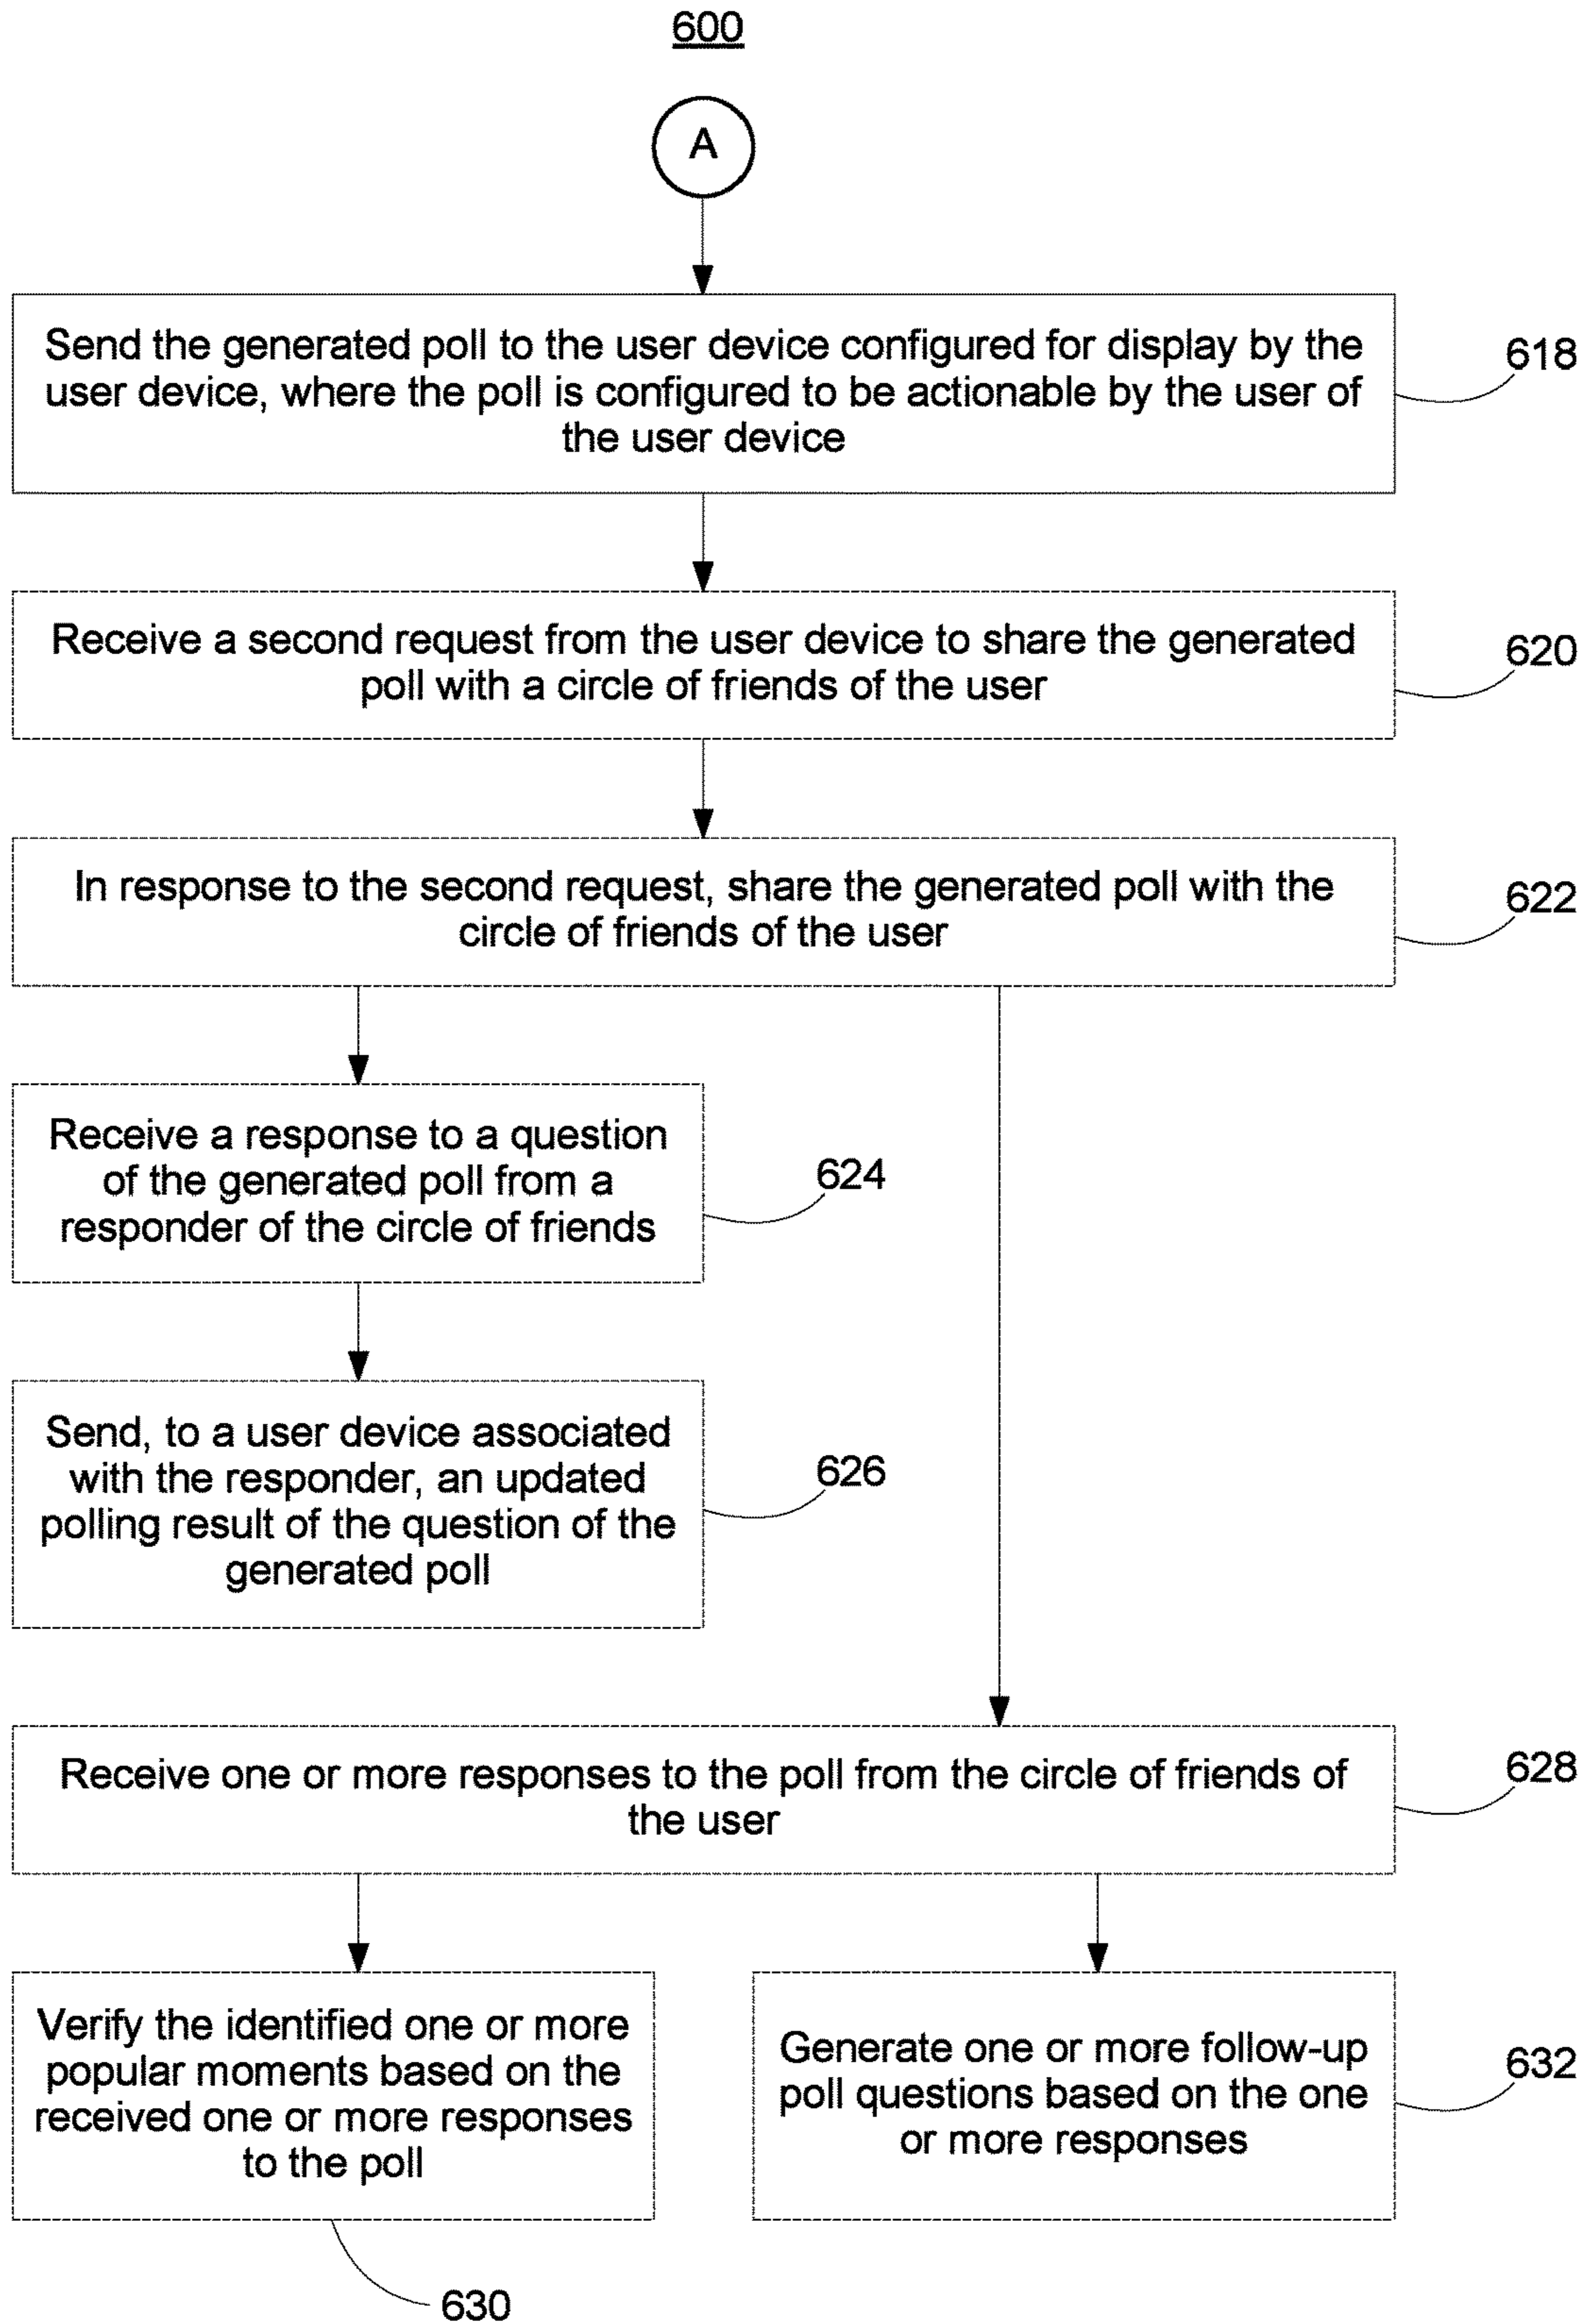 600
A
Send the generated poll to the user device configured for display by the
user device, where the poll is configured to be actionable by the user of
the user device
618
Receive a second request from the user device to share the generated
poll with a circle of friends of the user
620
In response to the second request, share the generated poll with the
circle of friends of the user
622
Receive a response to a question
of the generated poll from a
responder of the circle of friends
624
Send, to a user device associated
with the responder, an updated
polling result of the question of the
generated poll
626
Receive one or more responses to the poll from the circle of friends of
the user
628
Verify the identified one or more
popular moments based on the
received one or more responses
to the poll
630
Generate one or more follow-up
poll questions based on the one
or more responses
632